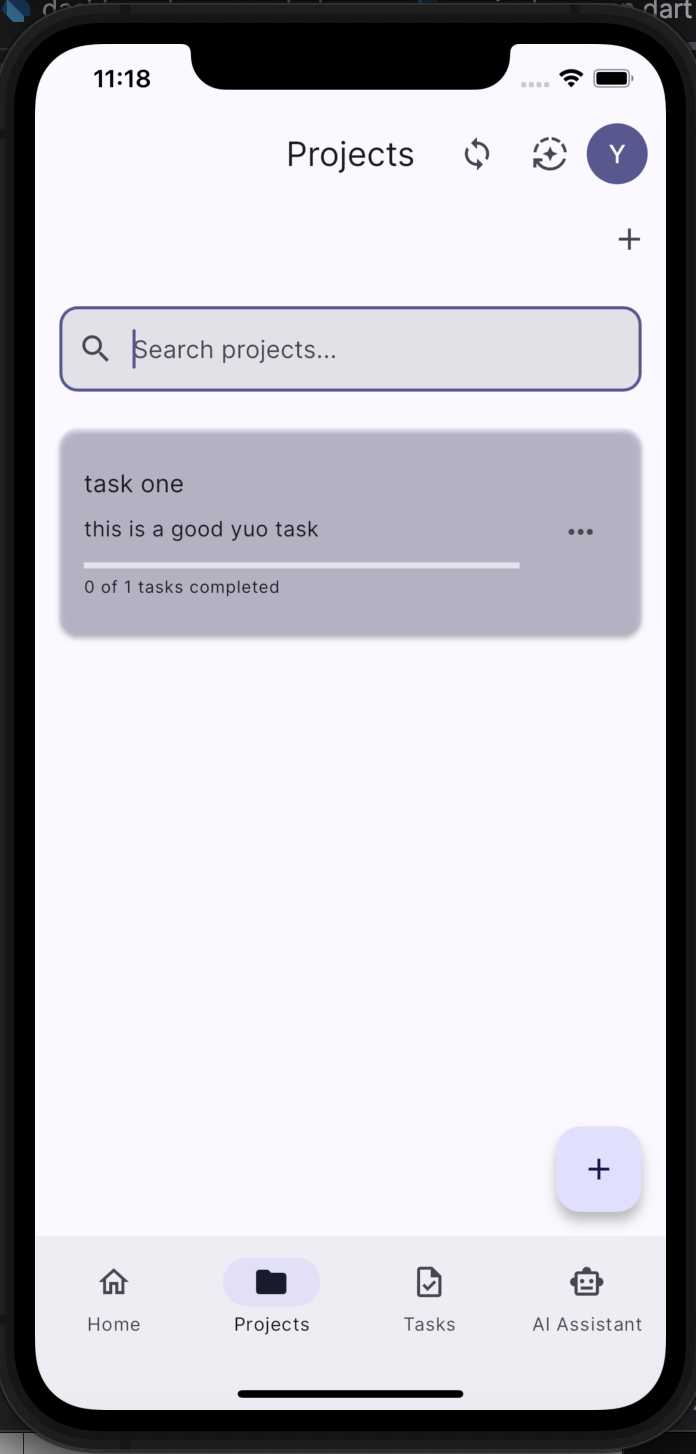 dart
11:18
Projects
Y
Search projects...
task one
this is a good yuo task
0 of 1 tasks completed
Home
Projects
Tasks
AI Assistant